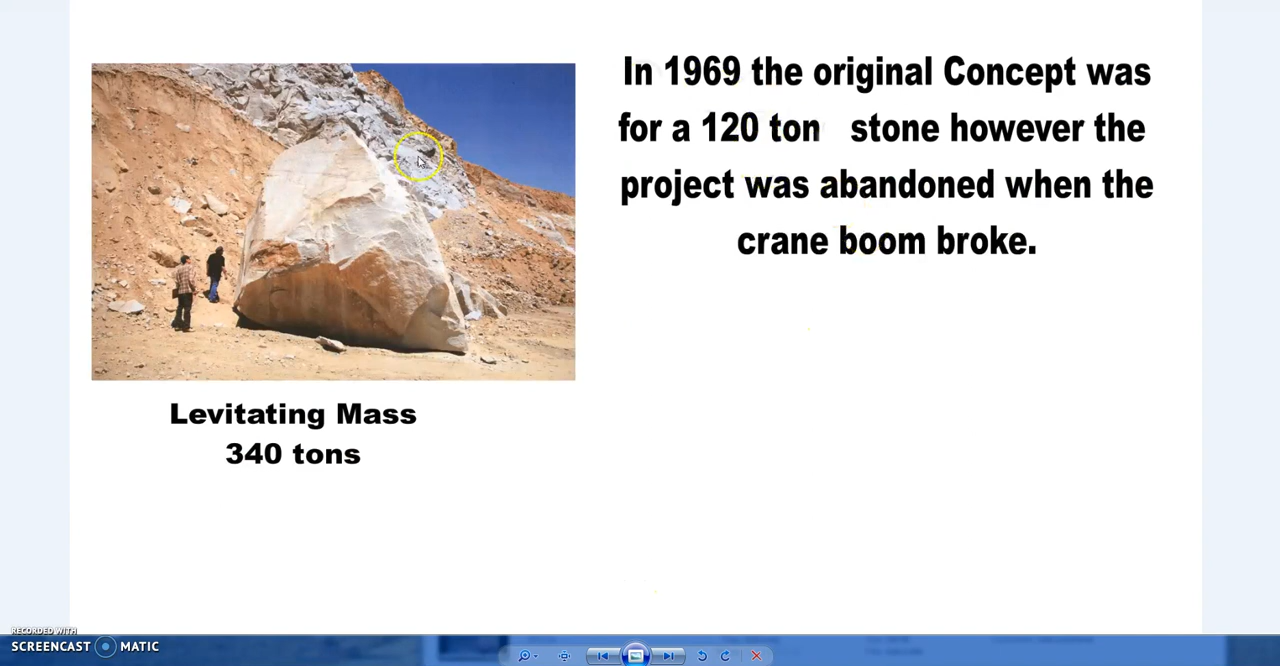 In 1969 the original Concept was
for a 120 ton stone however the
project was abandoned when the
crane boom broke.
Levitating Mass
340 tons
RECORDED WITH
SCREENCAST MATIC